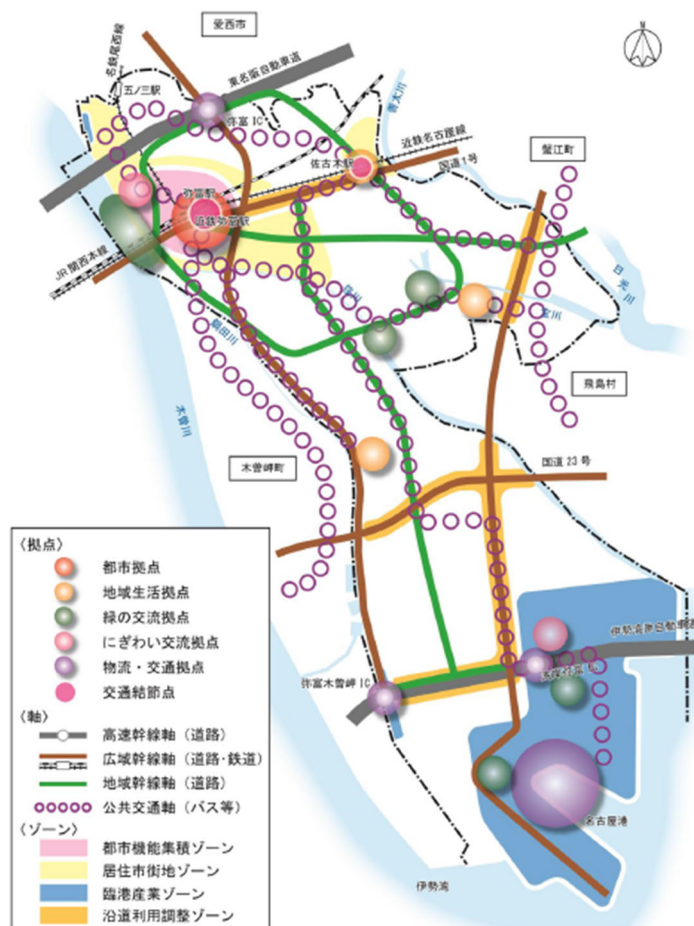 愛西市
N
名鉄尾西線
東名阪自動車道
五ノ三駅
弥富IC
善太川
近鉄名古屋線
佐古木駅
国道1号
蟹江町
弥富駅
近鉄弥富駅
JR関西本線
日光川
宝川
鍋田川
飛島村
木曽川
木曽岬町
国道23号
伊勢湾岸自動車道
弥富木曽岬IC
名古屋港
伊勢湾
〈拠点〉
都市拠点
地域生活拠点
緑の交流拠点
にぎわい交流拠点
物流・交通拠点
交通結節点
〈軸〉
高速幹線軸（道路）
広域幹線軸（道路・鉄道）
地域幹線軸（道路）
公共交通軸（バス等）
〈ゾーン〉
都市機能集積ゾーン
居住市街地ゾーン
臨港産業ゾーン
沿道利用調整ゾーン